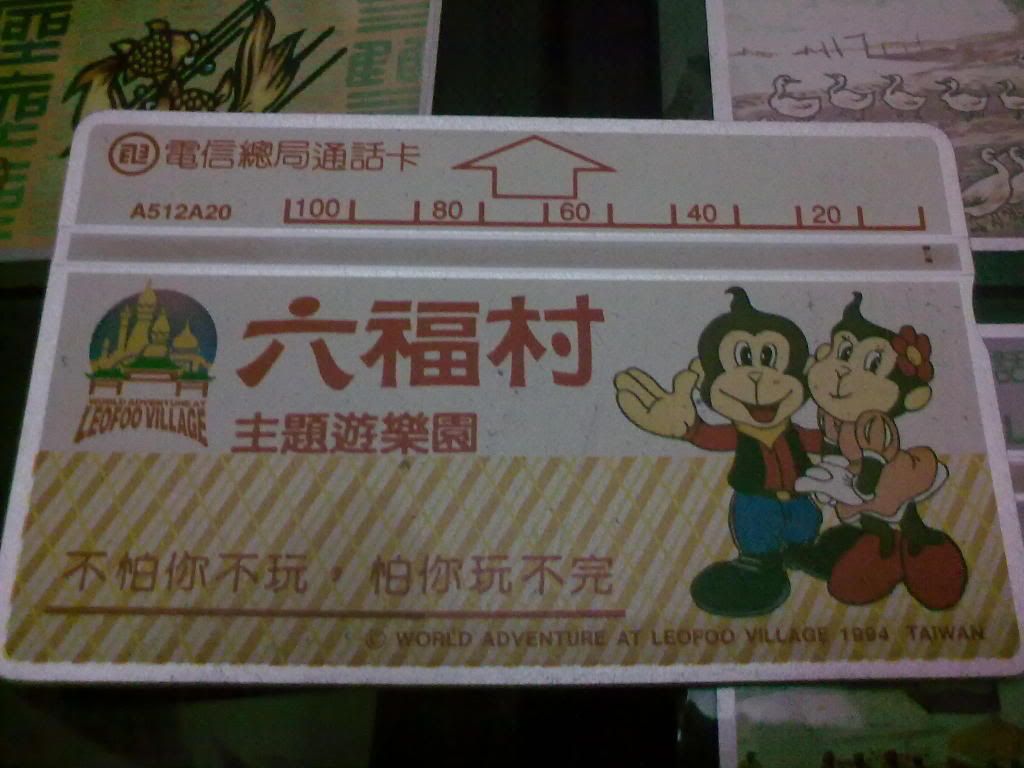 電信總局通話卡
A512A20
100 80 60 40 20
六福村
WORLD ADVENTURE AT
LEOFOO VILLAGE
主題遊樂園
不怕你不玩，怕你玩不完
© WORLD ADVENTURE AT LEOFOO VILLAGE 1994 TAIWAN